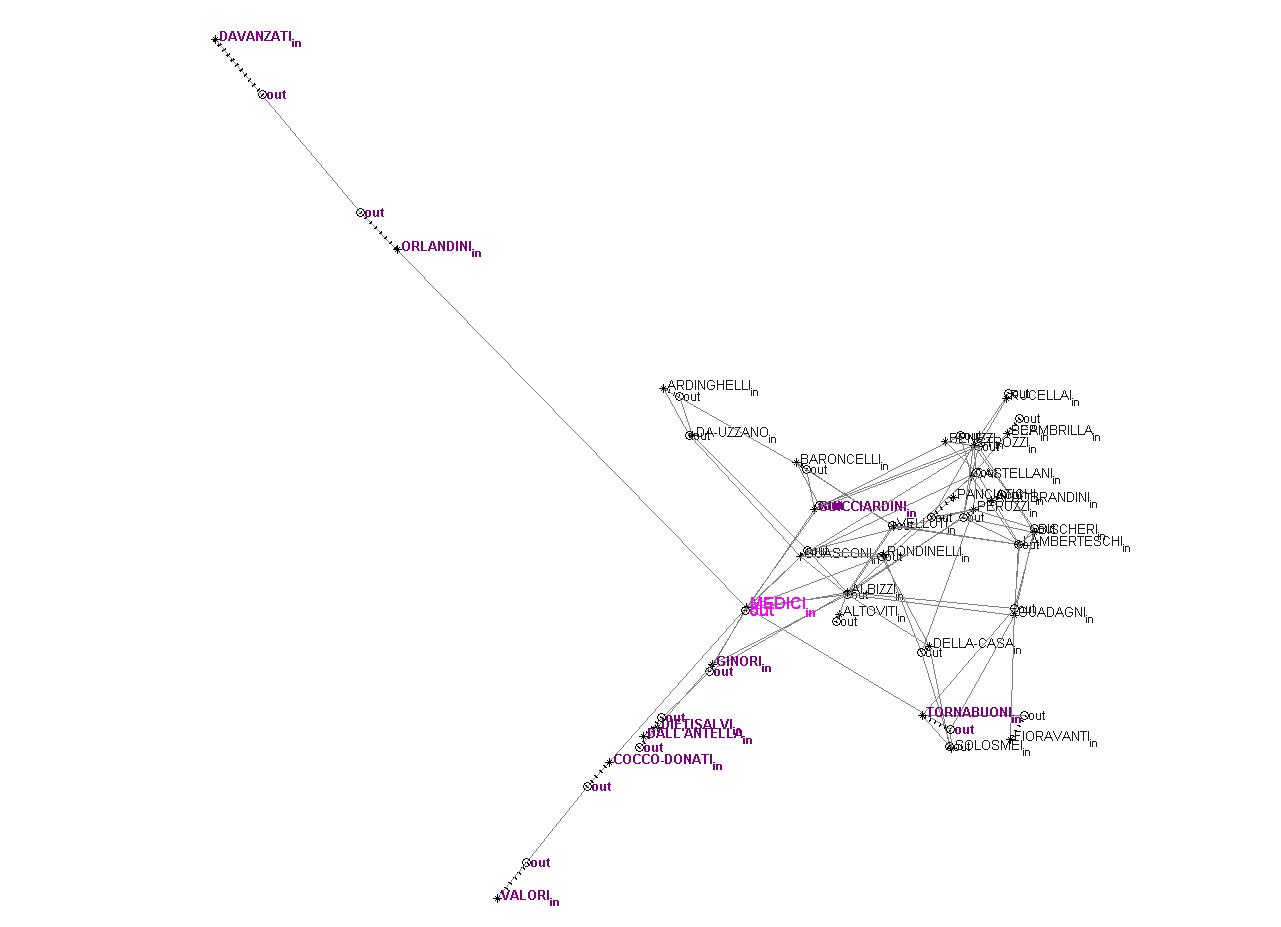 DAVANZATI in
out
out
ORLANDINI in
ARDINGHELLI in
out
out
DA-UZZANO in
out
RUCELLAI in
out
in
STROZZI in
out
BARONCELLI in
out
CASTELLANI in
out
PANCIATICHI in
ALDOBRANDINI in
GUICCIARDINI in
PERUZZI in
out
out
VELLUTI in
out
BISCHERI in
out
LAMBERTESCHI in
out
GUASCONI in
out
RONDINELLI in
out
ALBIZZI in
out
MEDICI in
out
ALTOVITI in
out
out
GUADAGNI in
DELLA-CASA in
out
GINORI in
out
TORNABUONI in
out
out
out
DIETISALVI in
DALL'ANTELLA in
out
FIORAVANTI in
SOLOSMEI in
out
COCCO-DONATI in
out
out
VALORI in